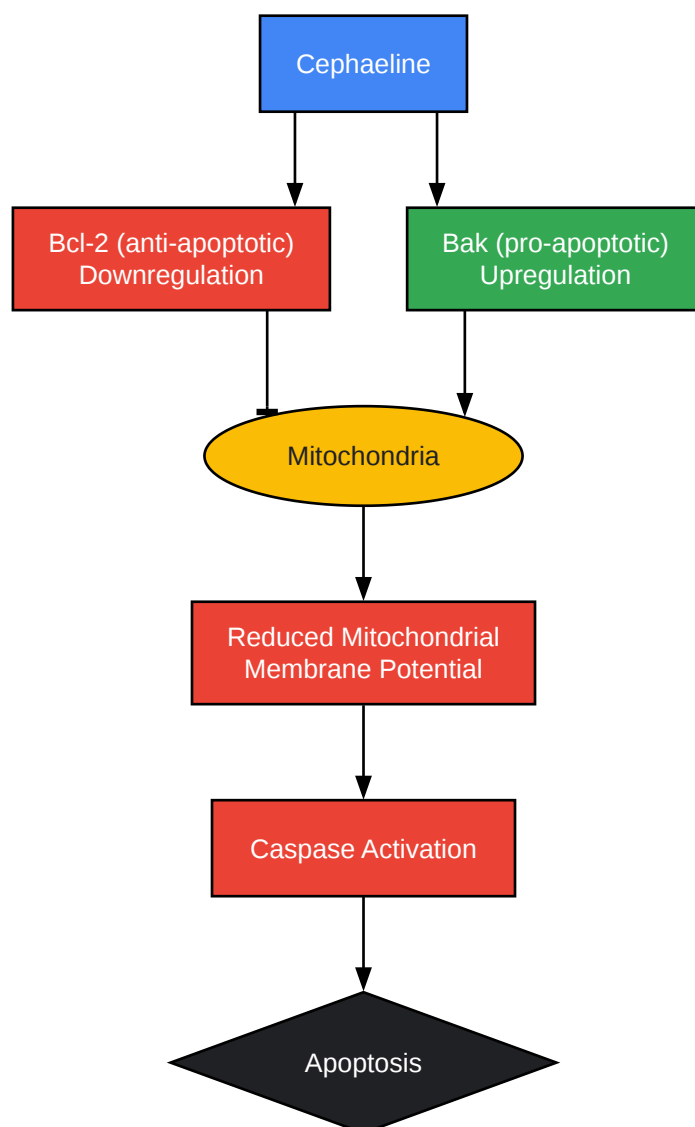 Cephaeline
Bcl-2 (anti-apoptotic)
Downregulation
Bak (pro-apoptotic)
Upregulation
Mitochondria
Reduced Mitochondrial
Membrane Potential
Caspase Activation
Apoptosis